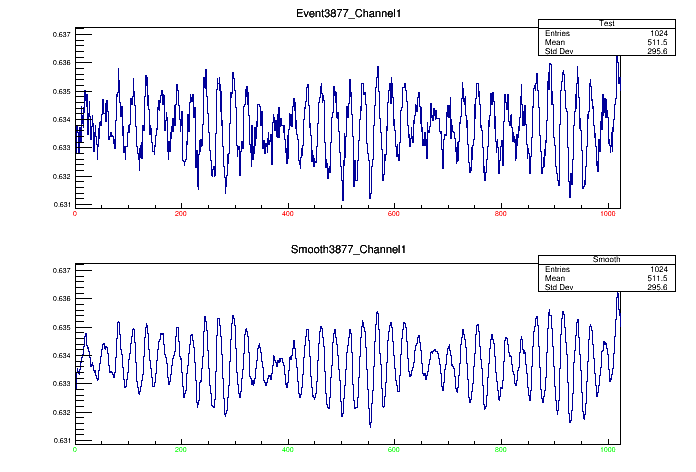 Event3877_Channel1
Test
Entries 1024
Mean 511.5
Std Dev 295.6
0.637
0.636
0.635
0.634
0.633
0.632
0.631
0 200 400 600 800 1000
Smooth3877_Channel1
Smooth
Entries 1024
Mean 511.5
Std Dev 295.6
0.637
0.636
0.635
0.634
0.633
0.632
0.631
0 200 400 600 800 1000